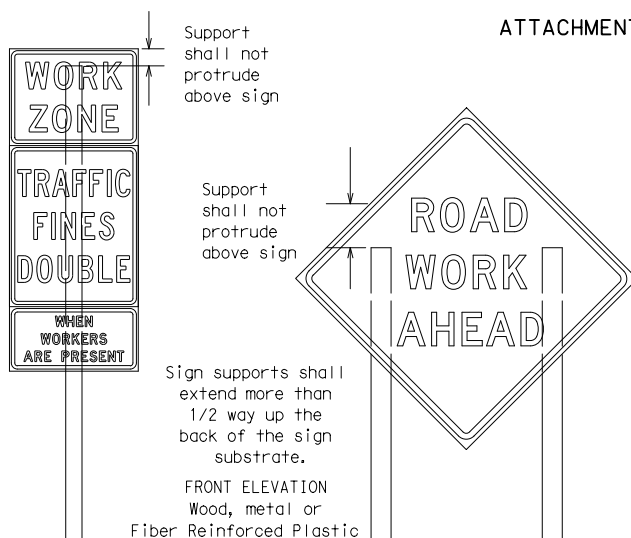 ATTACHMENT
Support
shall not
protrude
above sign
WORK
ZONE
TRAFFIC
FINES
DOUBLE
WHEN
WORKERS
ARE PRESENT
Support
shall not
protrude
above sign
ROAD
WORK
AHEAD
Sign supports shall
extend more than
1/2 way up the
back of the sign
substrate.
FRONT ELEVATION
Wood, metal or
Fiber Reinforced Plastic